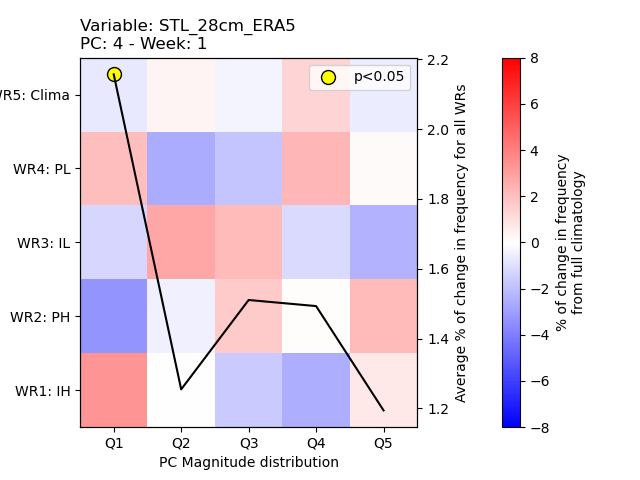 Variable: STL_28cm_ERA5
PC: 4 - Week: 1
p<0.05
WR5: Clima
WR4: PL
WR3: IL
WR2: PH
WR1: IH
Q1 Q2 Q3 Q4 Q5
PC Magnitude distribution
2.2
2.0
1.8
1.6
1.4
1.2
Average % of change in frequency for all WRs
8
6
4
2
0
−2
−4
−6
−8
% of change in frequency
from full climatology